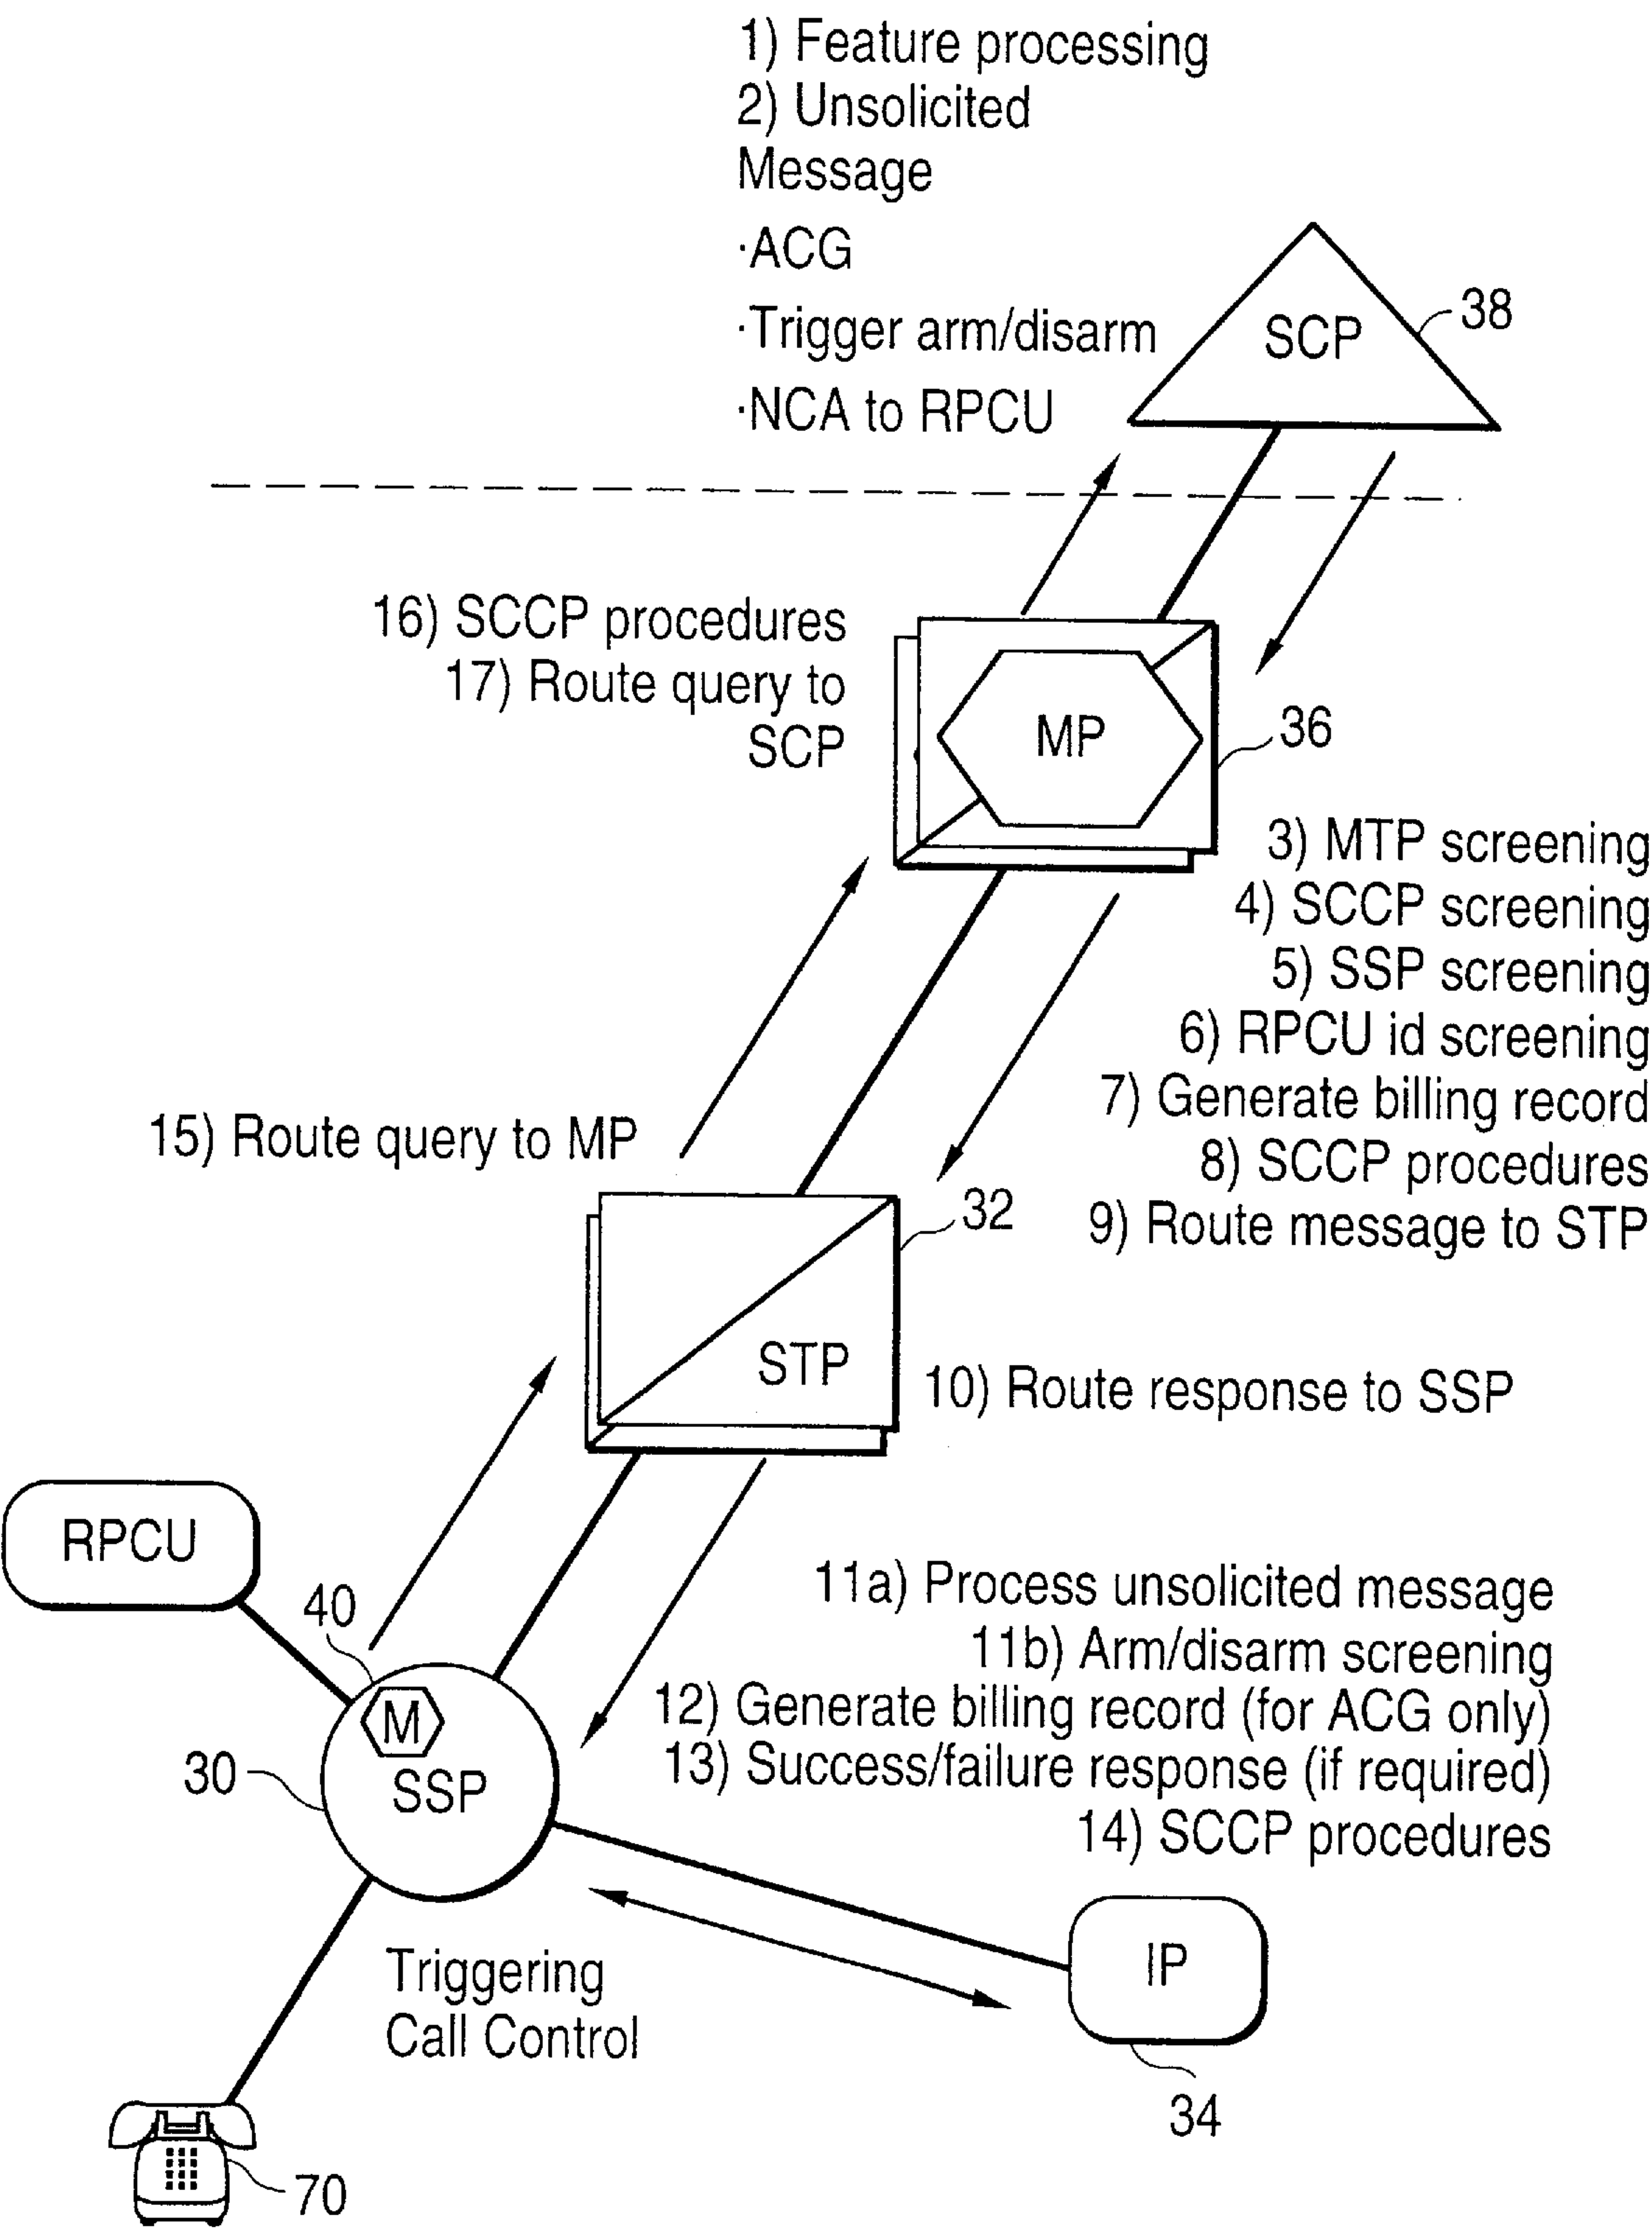 1) Feature processing
2) Unsolicited
Message
·ACG
·Trigger arm/disarm
·NCA to RPCU
SCP
38
16) SCCP procedures
17) Route query to
SCP
MP
36
3) MTP screening
4) SCCP screening
5) SSP screening
6) RPCU id screening
7) Generate billing record
8) SCCP procedures
9) Route message to STP
15) Route query to MP
32
STP
10) Route response to SSP
RPCU
40
11a) Process unsolicited message
11b) Arm/disarm screening
12) Generate billing record (for ACG only)
13) Success/failure response (if required)
14) SCCP procedures
M
SSP
30
Triggering
Call Control
IP
34
70